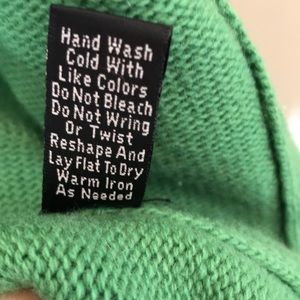 Hand Wash
Cold With
Like Colors
Do Not Bleach
Do Not Wring
Or Twist
Reshape And
Lay Flat To Dry
Warm Iron
As Needed